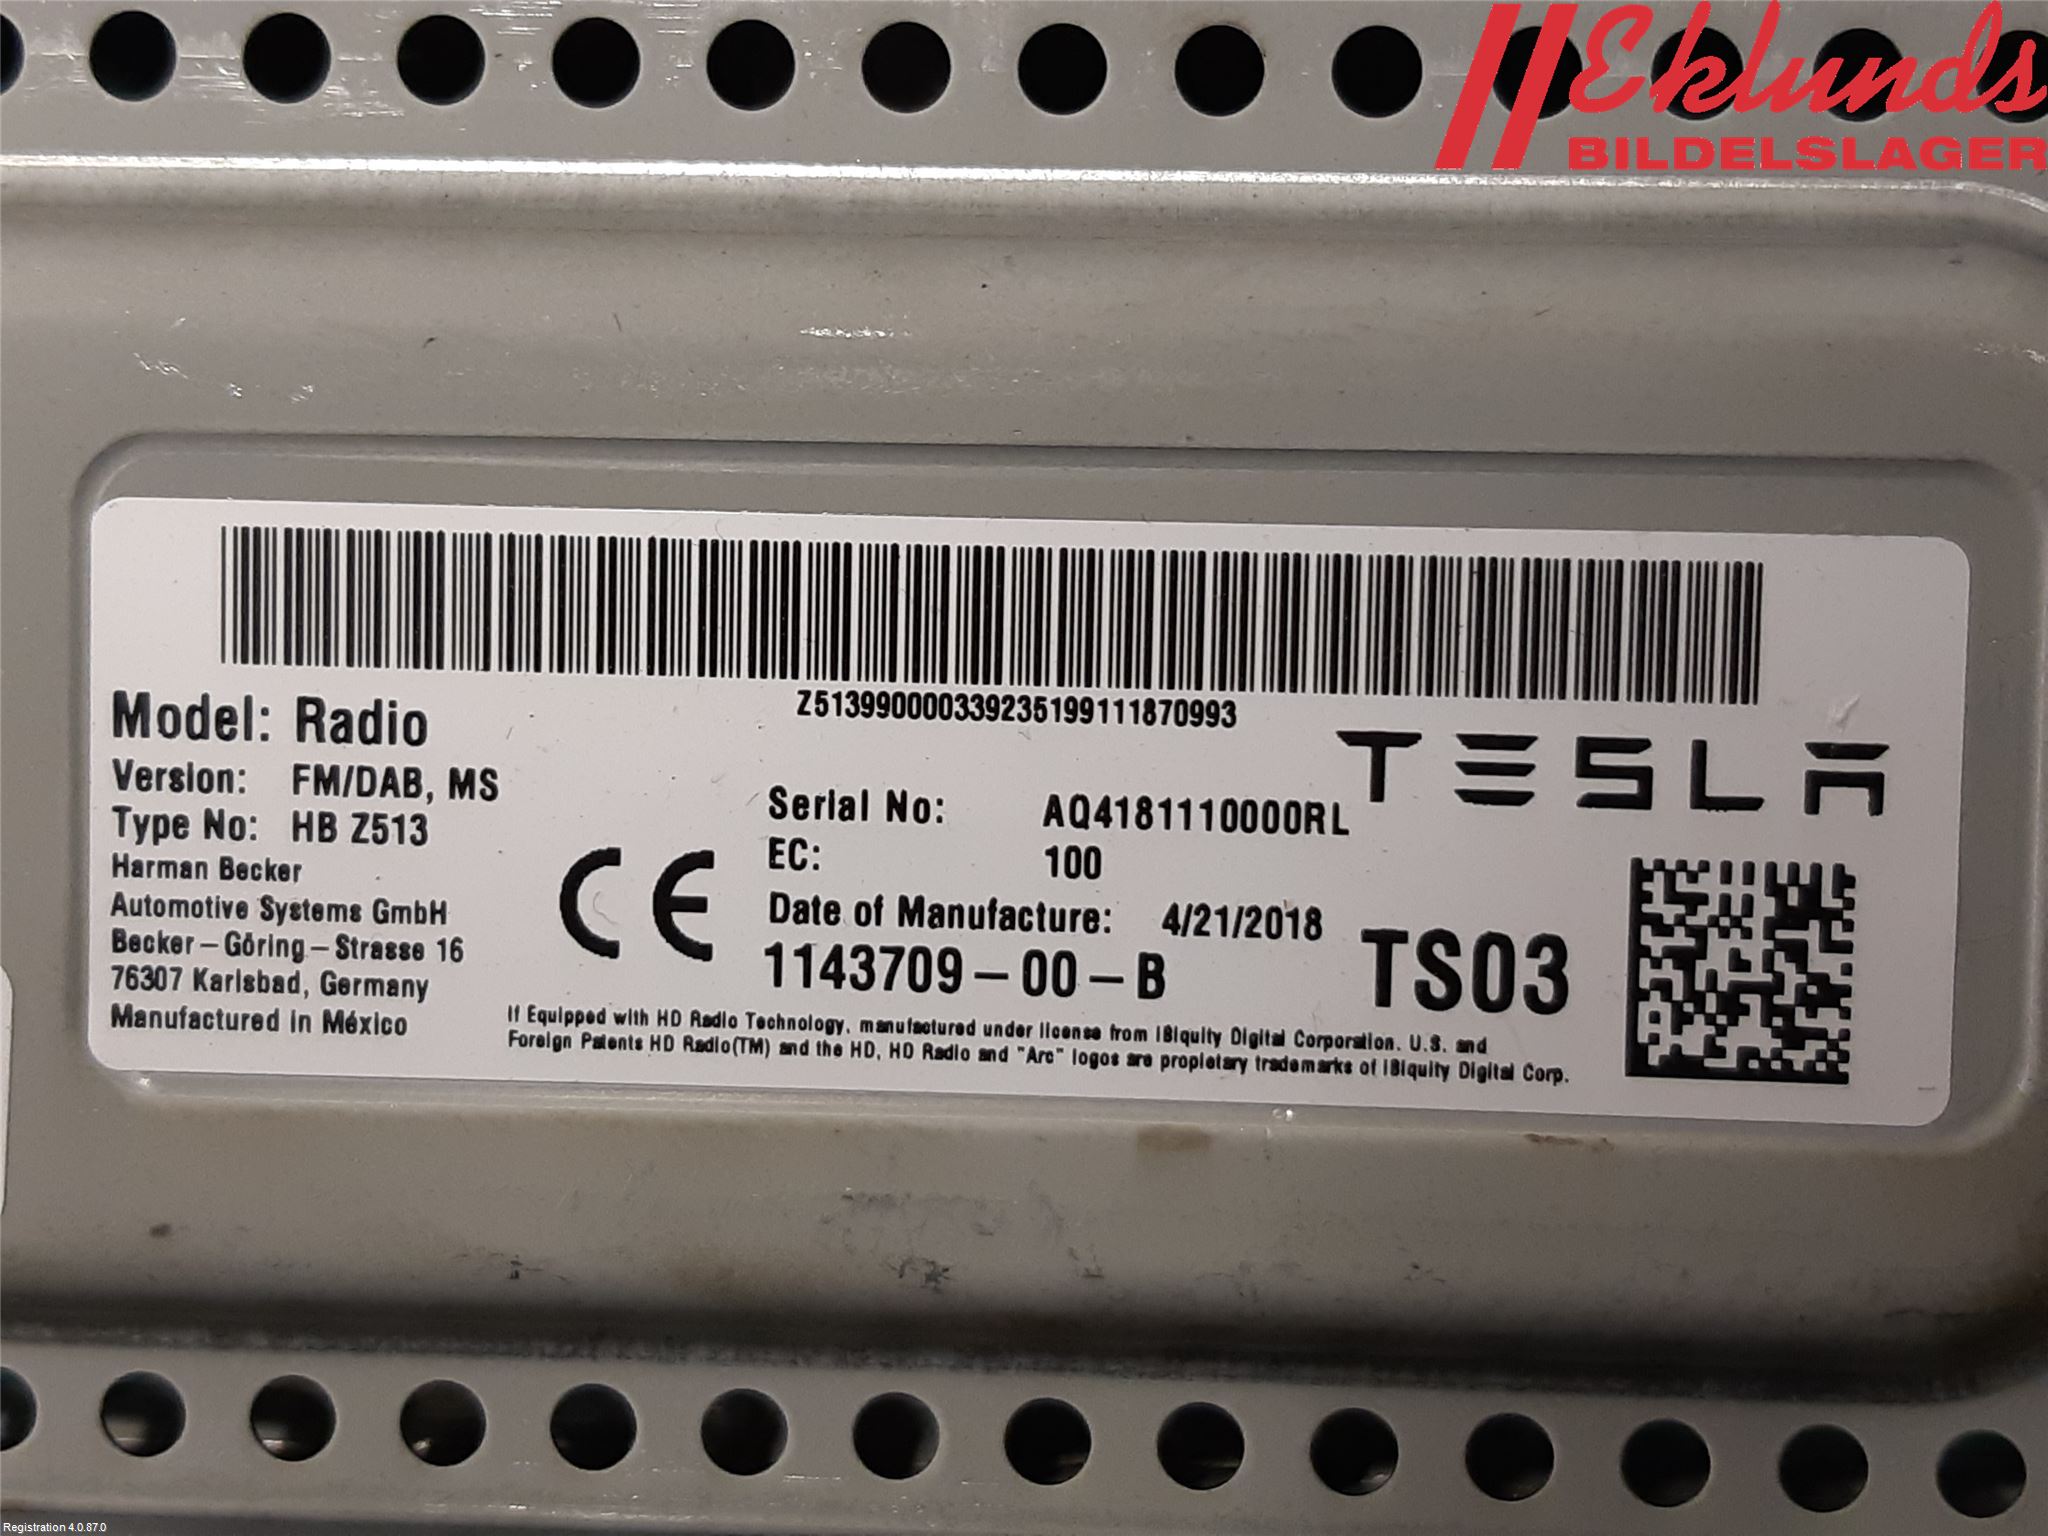 Eklunds
BILDELSLAGER
Z5139900003392351991118​70993
Model: Radio
Version: FM/DAB, MS
Type No: HB Z513
Harman Becker
Automotive Systems GmbH
Becker-Göring-Strasse 16
76307 Karlsbad, Germany
Manufactured in México
CE
Serial No: AQ4181110000RL
EC: 100
Date of Manufacture: 4/21/2018
1143709-00-B
TESLA
TS03
If Equipped with HD Radio Technology, manufactured under license from iBiquity Digital Corporation. U.S. and
Foreign Patents HD Radio(TM) and the HD, HD Radio and "Arc" logos are propietary trademarks of iBiquity Digital Corp.
Registration 4.0.87.0